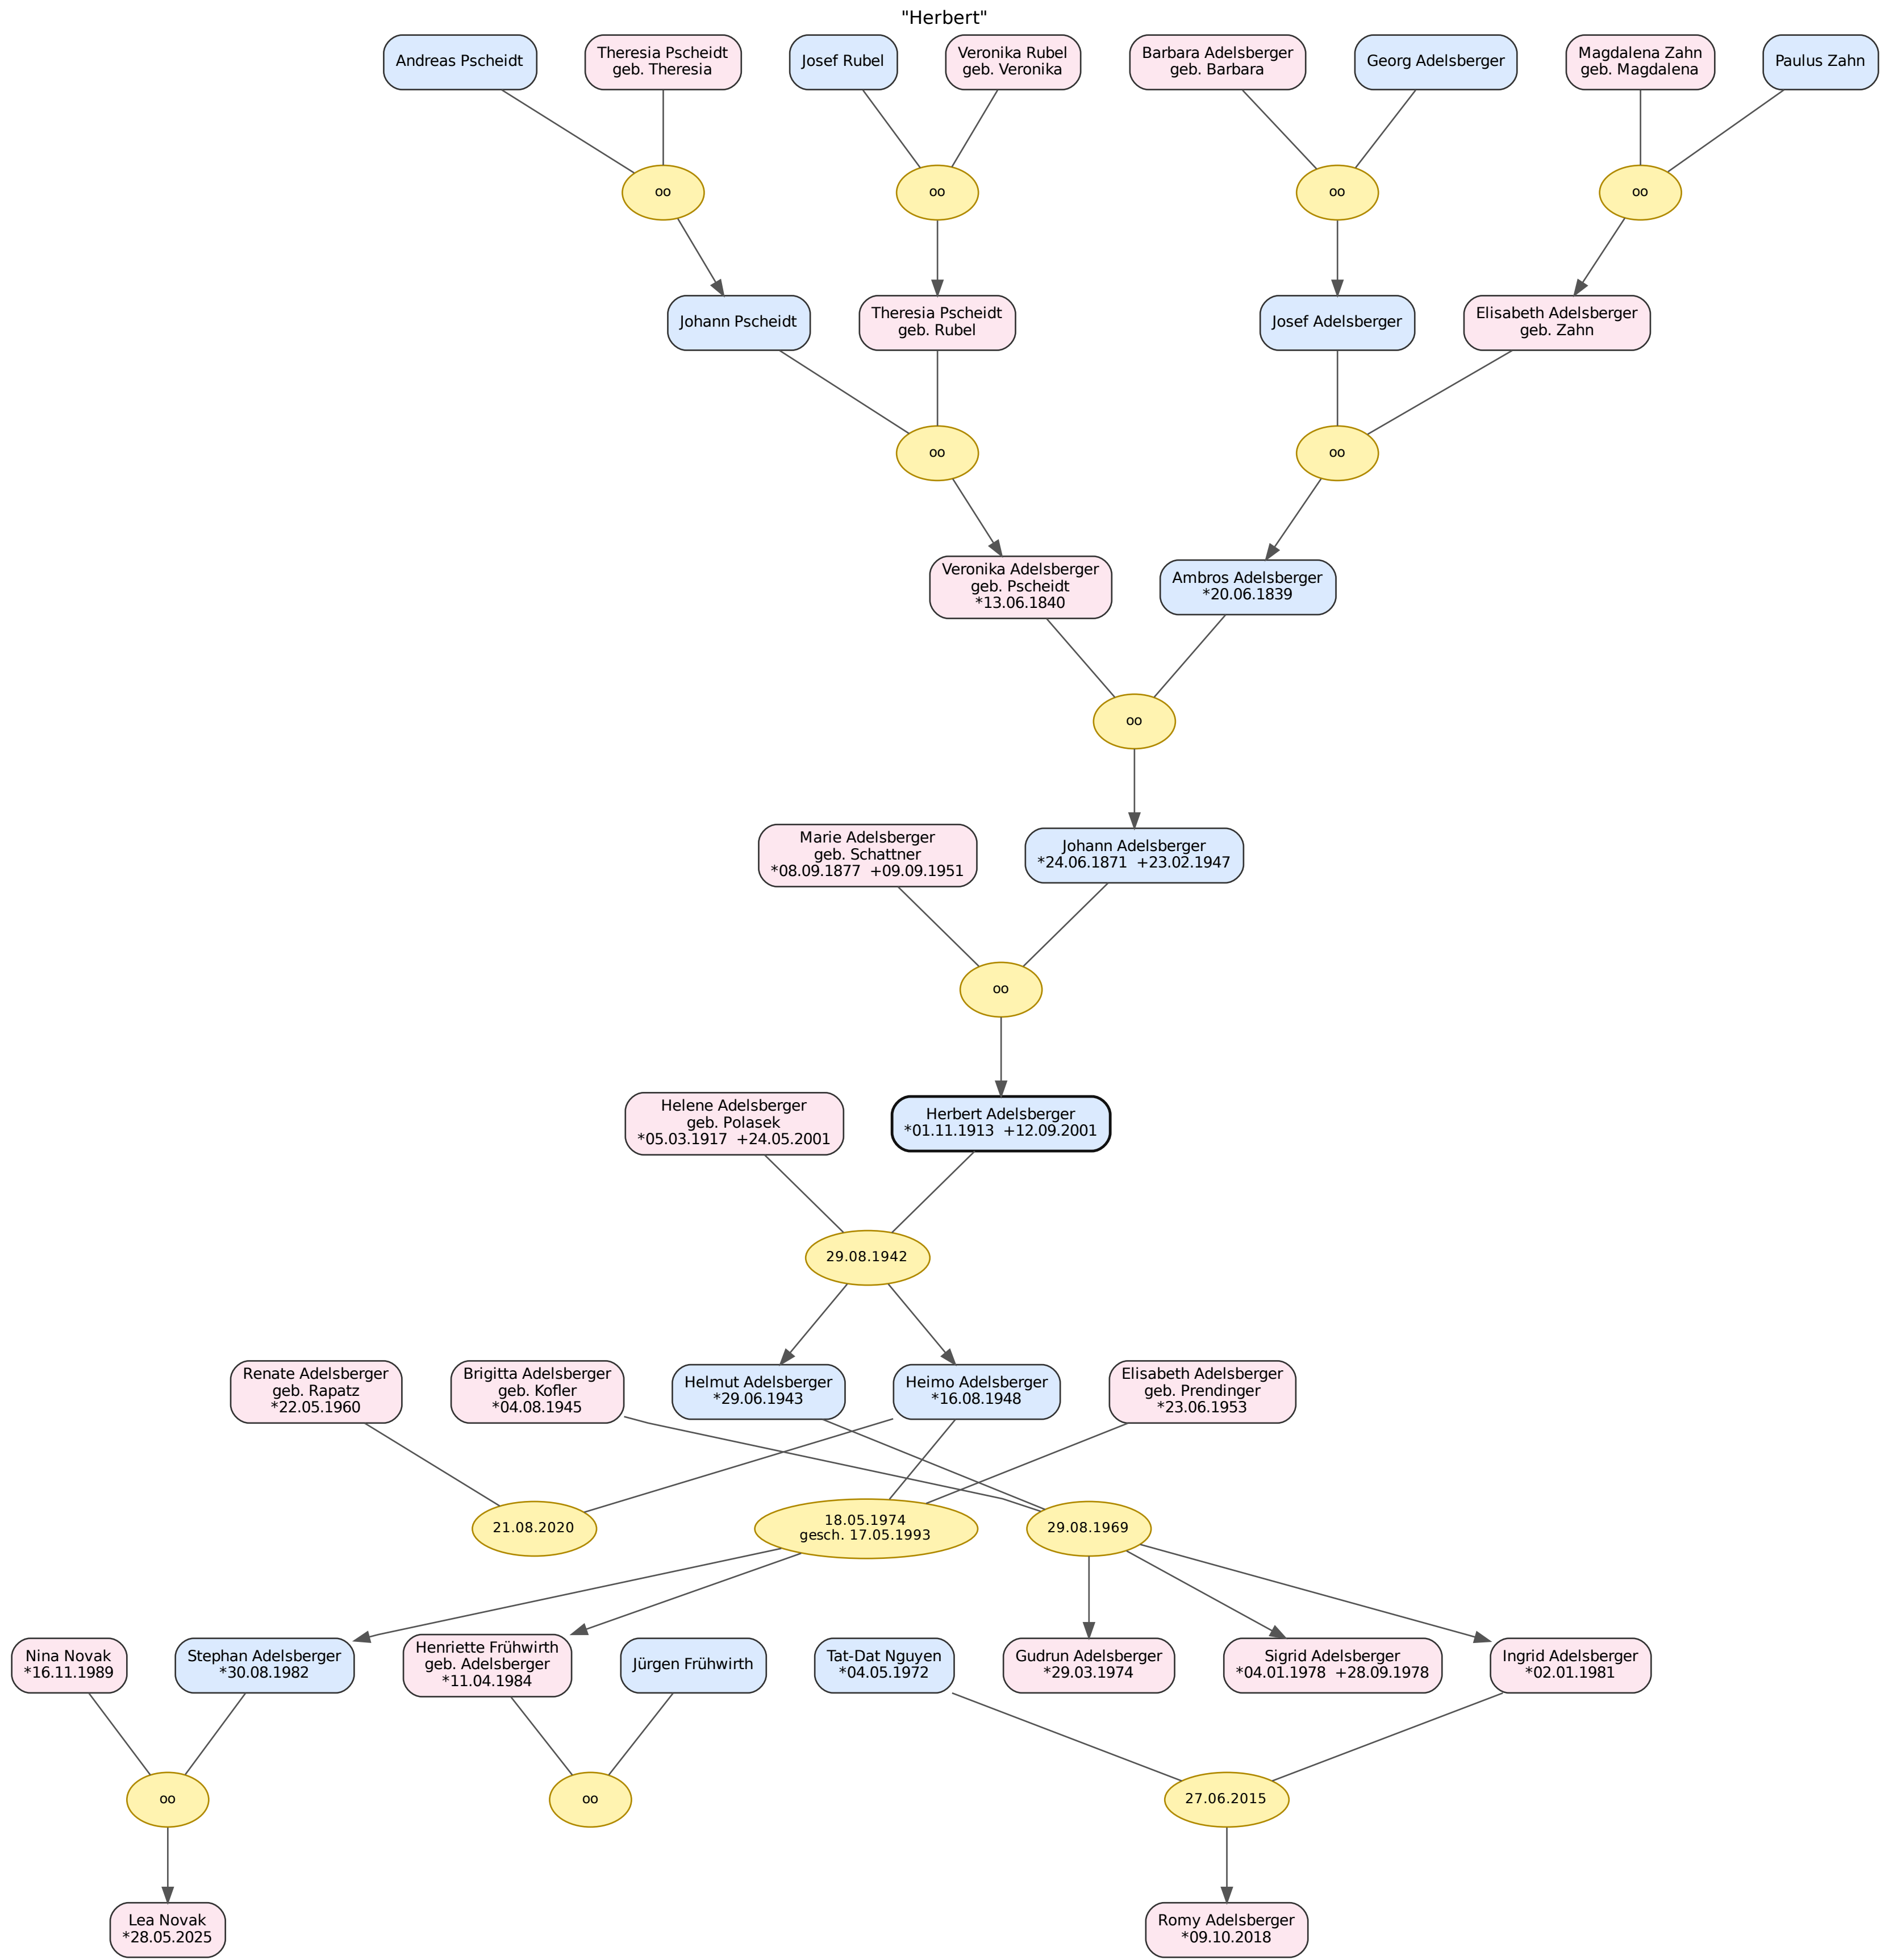 "Herbert"
Andreas Pscheidt
Theresia Pscheidt
geb. Theresia
Josef Rubel
Veronika Rubel
geb. Veronika
Barbara Adelsberger
geb. Barbara
Georg Adelsberger
Magdalena Zahn
geb. Magdalena
Paulus Zahn
oo
oo
oo
oo
Johann Pscheidt
Theresia Pscheidt
geb. Rubel
Josef Adelsberger
Elisabeth Adelsberger
geb. Zahn
oo
oo
Veronika Adelsberger
geb. Pscheidt
*13.06.1840
Ambros Adelsberger
*20.06.1839
oo
Marie Adelsberger
geb. Schattner
*08.09.1877 +09.09.1951
Johann Adelsberger
*24.06.1871 +23.02.1947
oo
Helene Adelsberger
geb. Polasek
*05.03.1917 +24.05.2001
Herbert Adelsberger
*01.11.1913 +12.09.2001
29.08.1942
Renate Adelsberger
geb. Rapatz
*22.05.1960
Brigitta Adelsberger
geb. Kofler
*04.08.1945
Helmut Adelsberger
*29.06.1943
Heimo Adelsberger
*16.08.1948
Elisabeth Adelsberger
geb. Prendinger
*23.06.1953
21.08.2020
18.05.1974
gesch. 17.05.1993
29.08.1969
Nina Novak
*16.11.1989
Stephan Adelsberger
*30.08.1982
Henriette Frühwirth
geb. Adelsberger
*11.04.1984
Jürgen Frühwirth
Tat-Dat Nguyen
*04.05.1972
Gudrun Adelsberger
*29.03.1974
Sigrid Adelsberger
*04.01.1978 +28.09.1978
Ingrid Adelsberger
*02.01.1981
oo
oo
27.06.2015
Lea Novak
*28.05.2025
Romy Adelsberger
*09.10.2018